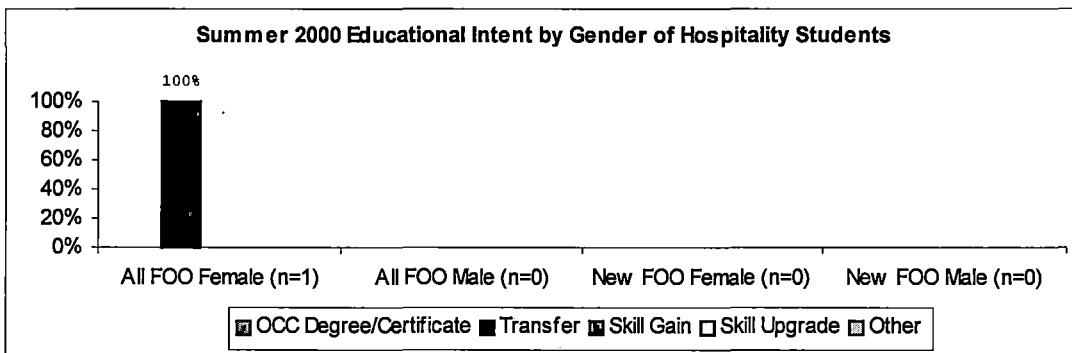 Summer 2000 Educational Intent by Gender of Hospitality Students
100%
100%
80%
60%
40%
20%
0%
All FOO Female (n=1) All FOO Male (n=0) New FOO Female (n=0) New FOO Male (n=0)
OCC Degree/Certificate Transfer Skill Gain Skill Upgrade Other